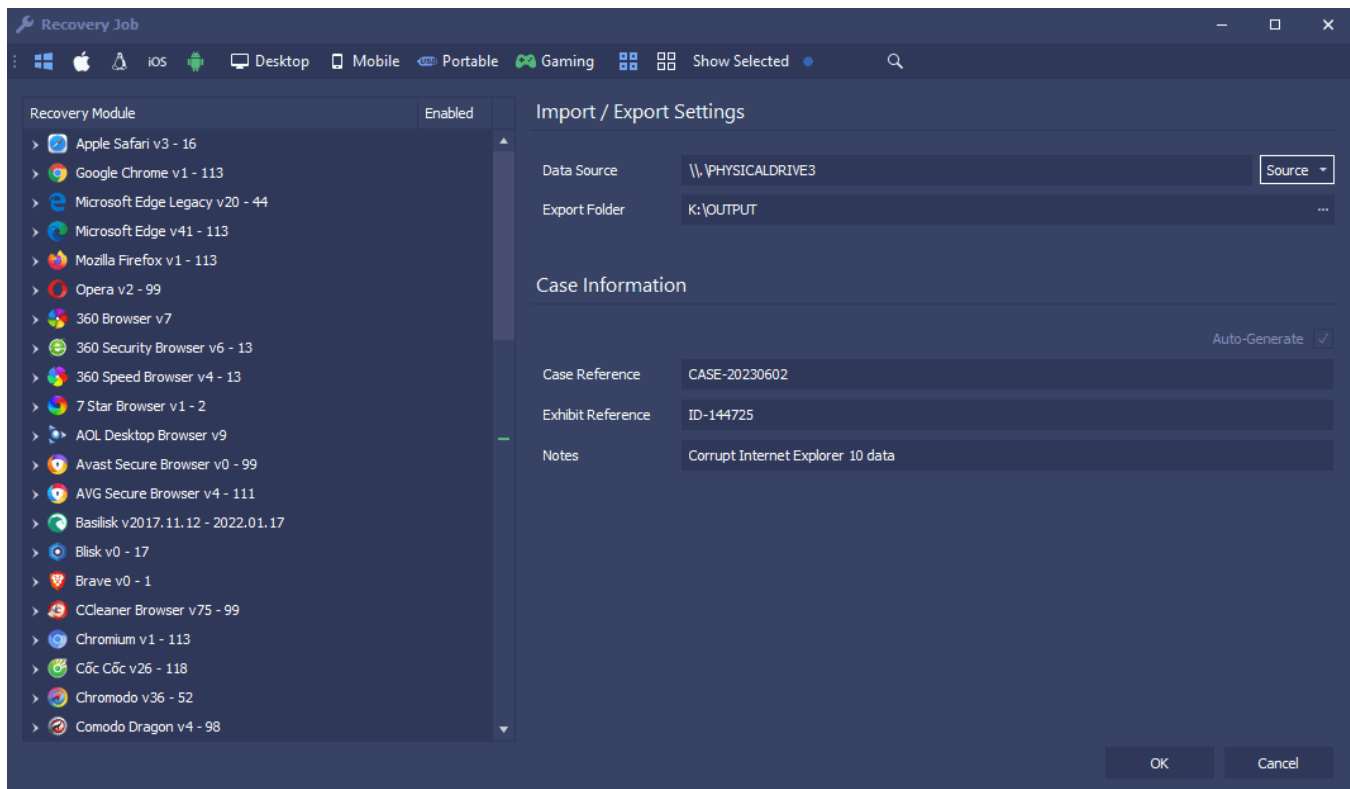 Recovery Job
iOS Desktop Mobile Portable Gaming Show Selected
Recovery Module Enabled
Apple Safari v3 - 16
Google Chrome v1 - 113
Microsoft Edge Legacy v20 - 44
Microsoft Edge v41 - 113
Mozilla Firefox v1 - 113
Opera v2 - 99
360 Browser v7
360 Security Browser v6 - 13
360 Speed Browser v4 - 13
7 Star Browser v1 - 2
AOL Desktop Browser v9
Avast Secure Browser v0 - 99
AVG Secure Browser v4 - 111
Basilisk v2017.11.12 - 2022.01.17
Blisk v0 - 17
Brave v0 - 1
CCleaner Browser v75 - 99
Chromium v1 - 113
Cốc Cốc v26 - 118
Chromodo v36 - 52
Comodo Dragon v4 - 98
Import / Export Settings
Data Source \\.\PHYSICALDRIVE3 Source
Export Folder K:\OUTPUT ...
Case Information
Auto-Generate
Case Reference CASE-20230602
Exhibit Reference ID-144725
Notes Corrupt Internet Explorer 10 data
OK Cancel